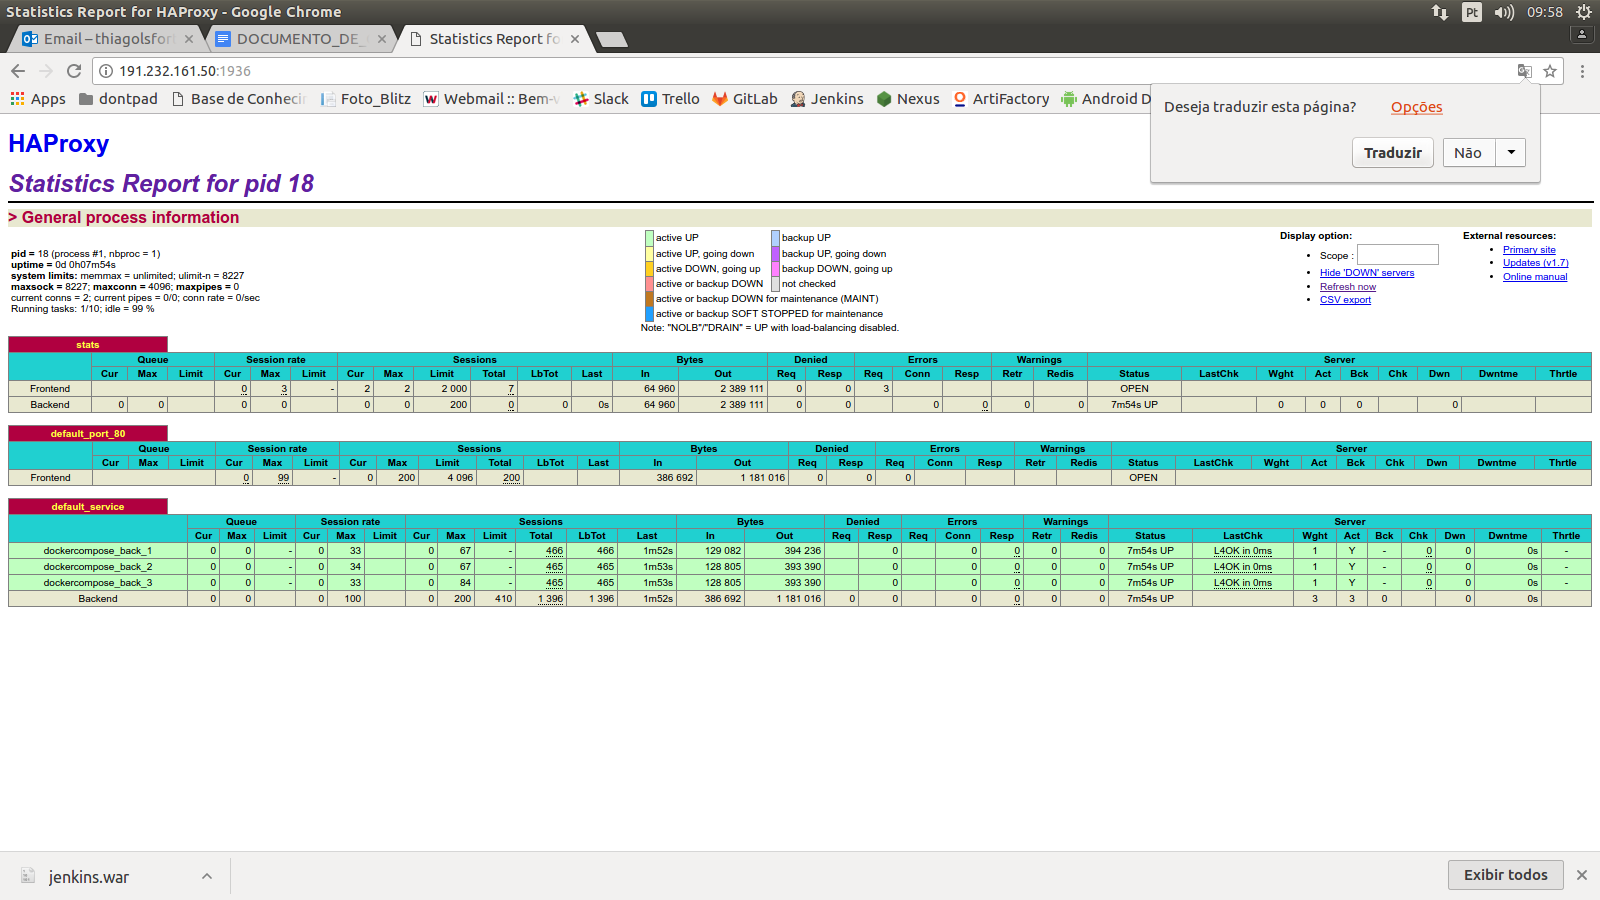 Statistics Report for HAProxy - Google Chrome
Pt
09:58
Email – thiagolsfor
DOCUMENTO_DE_
Statistics Report fo
191.232.161.50:1936
Apps
dontpad
Base de Conheci
Foto_Blitz
Webmail :: Bem-v
Slack
Trello
GitLab
Jenkins
Nexus
ArtiFactory
Android D
Deseja traduzir esta página?
Opções
Traduzir
Não
HAProxy
Statistics Report for pid 18
> General process information
pid = 18 (process #1, nbproc = 1)
uptime = 0d 0h07m54s
system limits: memmax = unlimited; ulimit-n = 8227
maxsock = 8227; maxconn = 4096; maxpipes = 0
current conns = 2; current pipes = 0/0; conn rate = 0/sec
Running tasks: 1/10; idle = 99 %
active UP
backup UP
active UP, going down
backup UP, going down
active DOWN, going up
backup DOWN, going up
active or backup DOWN
not checked
active or backup DOWN for maintenance (MAINT)
active or backup SOFT STOPPED for maintenance
Note: "NOLB"/"DRAIN" = UP with load-balancing disabled.
Display option:
Scope :
Hide 'DOWN' servers
Refresh now
CSV export
External resources:
Primary site
Updates (v1.7)
Online manual
stats
Queue Session rate Sessions Bytes Denied Errors Warnings Server
Cur Max Limit Cur Max Limit Cur Max Limit Total LbTot Last In Out Req Resp Req Conn Resp Retr Redis Status LastChk Wght Act Bck Chk Dwn Dwntme Thrtle
Frontend 0 3 - 2 2 2 000 7 64 960 2 389 111 0 0 3 OPEN
Backend 0 0 0 0 0 0 200 0 0 0s 64 960 2 389 111 0 0 0 0 0 0 7m54s UP 0 0 0 0
default_port_80
Queue Session rate Sessions Bytes Denied Errors Warnings Server
Cur Max Limit Cur Max Limit Cur Max Limit Total LbTot Last In Out Req Resp Req Conn Resp Retr Redis Status LastChk Wght Act Bck Chk Dwn Dwntme Thrtle
Frontend 0 99 - 0 200 4 096 200 386 692 1 181 016 0 0 0 OPEN
default_service
Queue Session rate Sessions Bytes Denied Errors Warnings Server
Cur Max Limit Cur Max Limit Cur Max Limit Total LbTot Last In Out Req Resp Req Conn Resp Retr Redis Status LastChk Wght Act Bck Chk Dwn Dwntme Thrtle
dockercompose_back_1 0 0 - 0 33 0 67 - 466 466 1m52s 129 082 394 236 0 0 0 0 0 7m54s UP L4OK in 0ms 1 Y - 0 0 0s -
dockercompose_back_2 0 0 - 0 34 0 67 - 465 465 1m53s 128 805 393 390 0 0 0 0 0 7m54s UP L4OK in 0ms 1 Y - 0 0 0s -
dockercompose_back_3 0 0 - 0 33 0 84 - 465 465 1m53s 128 805 393 390 0 0 0 0 0 7m54s UP L4OK in 0ms 1 Y - 0 0 0s -
Backend 0 0 0 100 0 200 410 1 396 1 396 1m52s 386 692 1 181 016 0 0 0 0 0 0 7m54s UP 3 3 0 0 0s
jenkins.war
Exibir todos